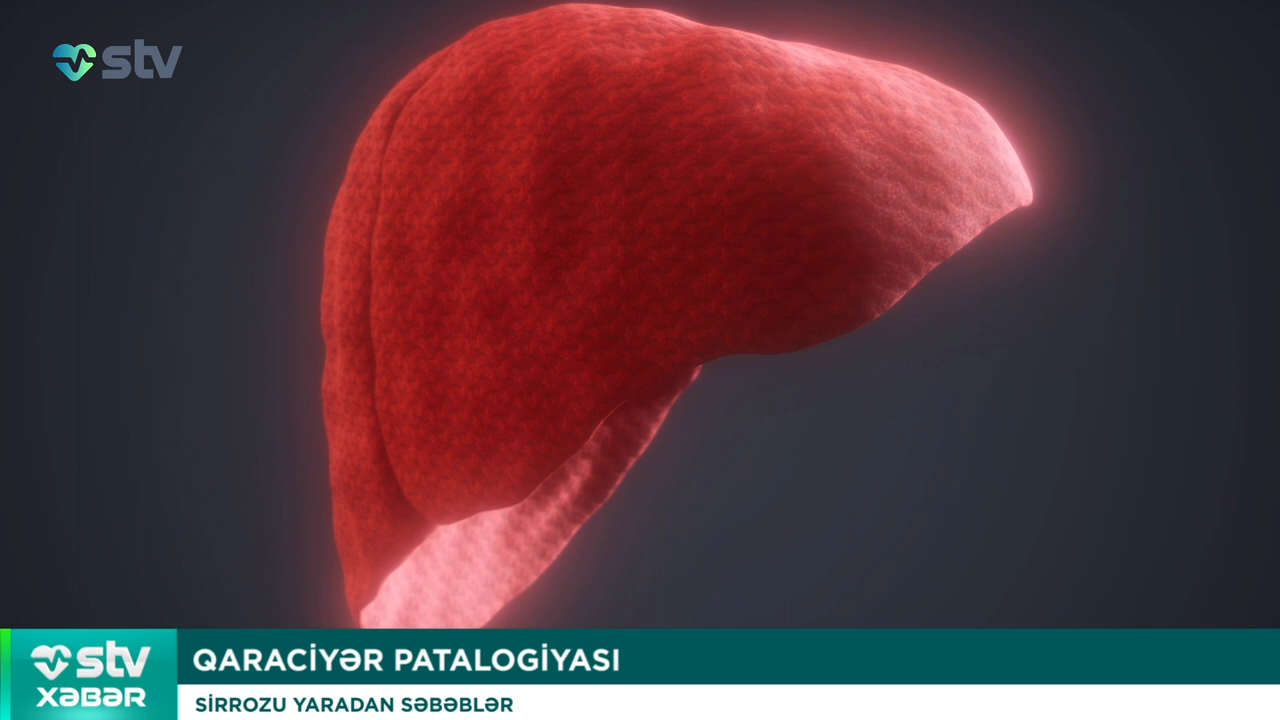 stv
QARACİYƏR PATALOGİYASI
stv
XƏBƏR
SİRROZU YARADAN SƏBƏBLƏR